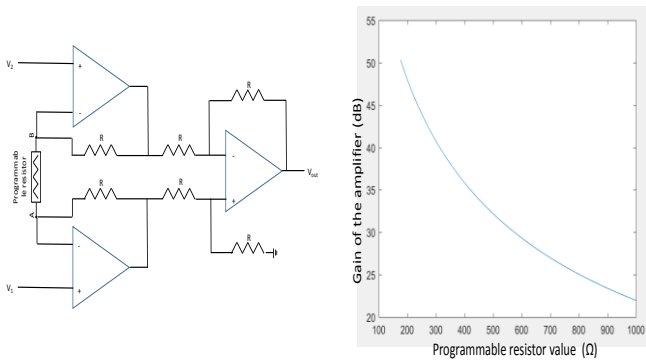 V2
+
-
B
Programmab
le resistor
A
R
R
R
R
R
R
-
+
Vout
-
+
V1
55
50
45
40
35
30
25
20
Gain of the amplifier (dB)
100 200 300 400 500 600 700 800 900 1000
Programmable resistor value (Ω)